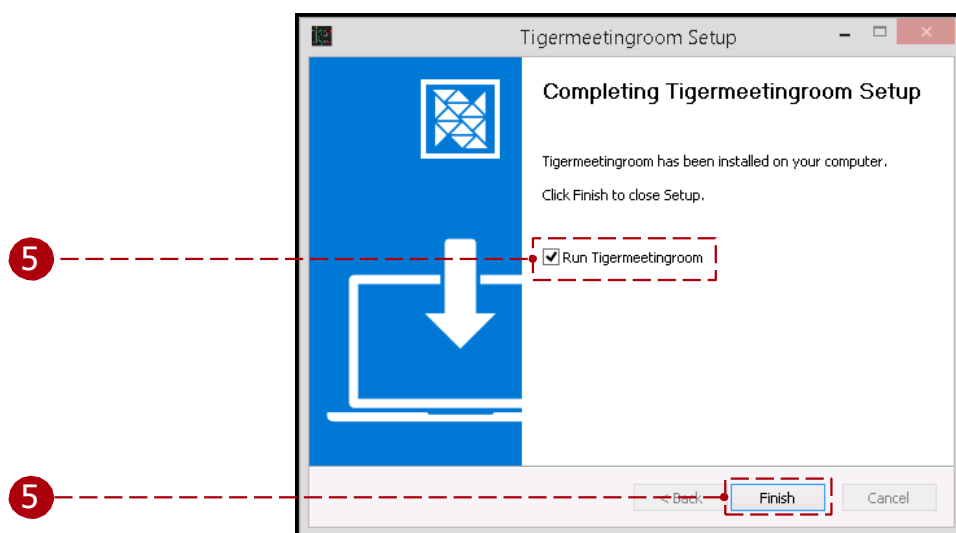 Tigermeetingroom Setup
Completing Tigermeetingroom Setup
Tigermeetingroom has been installed on your computer.
Click Finish to close Setup.
5
Run Tigermeetingroom
5
< Back
Finish
Cancel